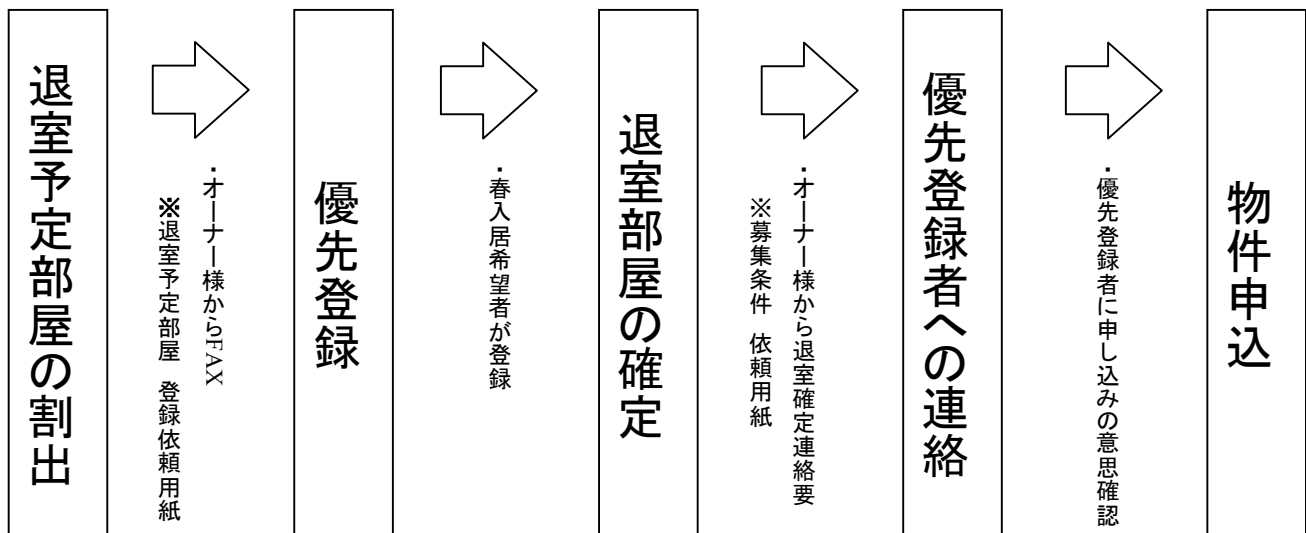 退室予定部屋の割出
・オーナー様からFAX
※退室予定部屋 登録依頼用紙
優先登録
・春入居希望者が登録
退室部屋の確定
・オーナー様から退室確定連絡要
※募集条件 依頼用紙
優先登録者への連絡
・優先登録者に申し込みの意思確認
物件申込